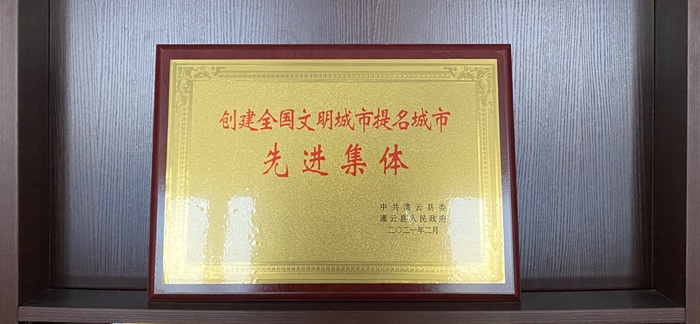 创建全国文明城市提名城市
先进集体
中共灌云县委
灌云县人民政府
二〇二一年二月